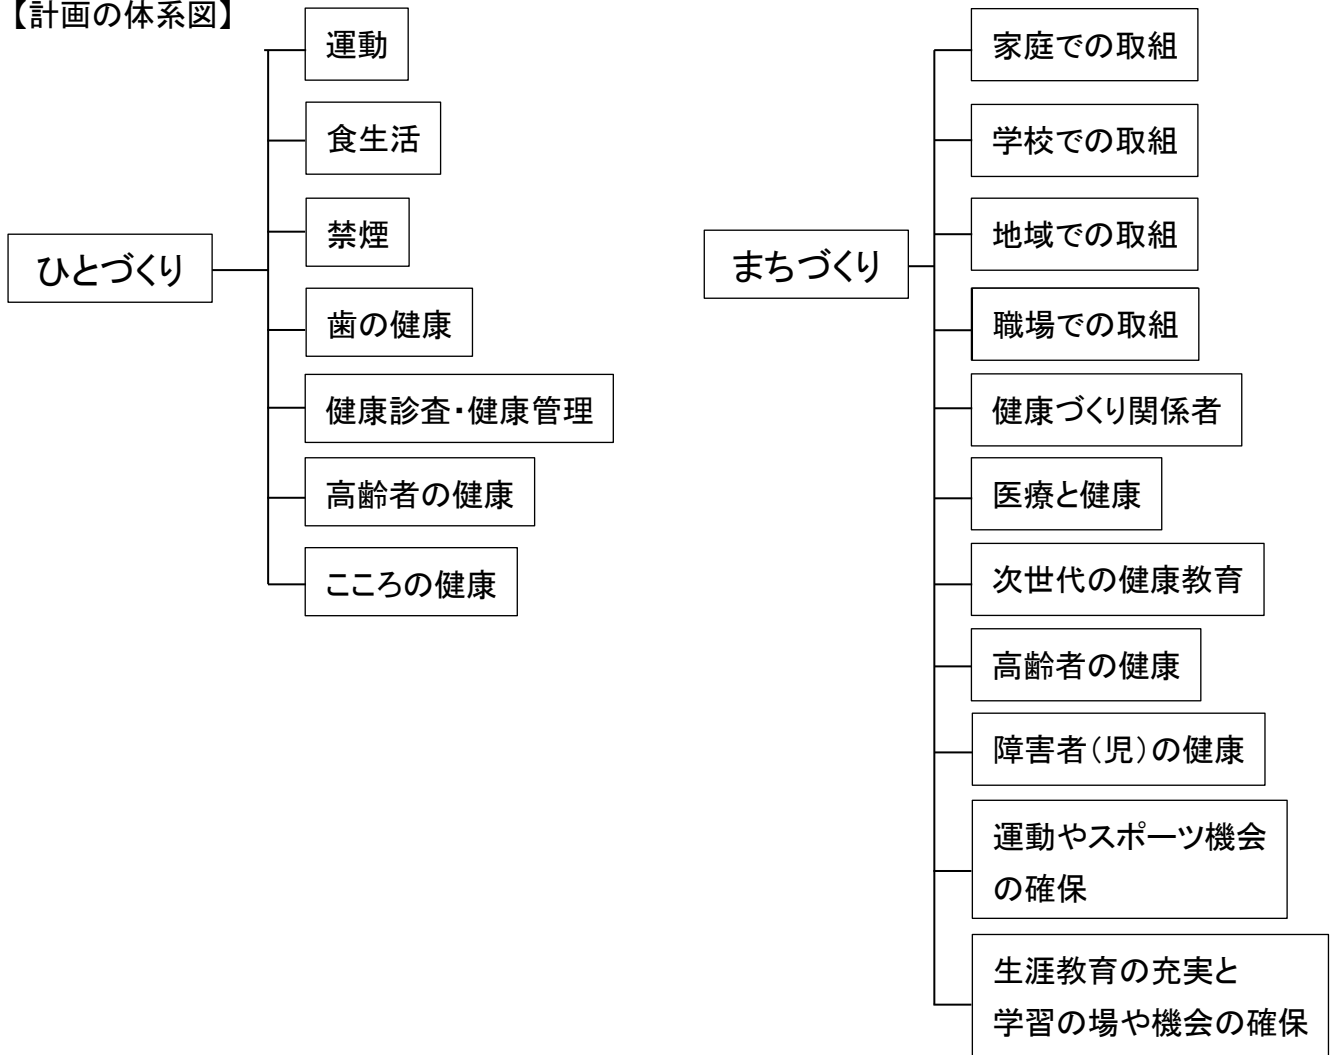 【計画の体系図】
ひとづくり
運動
食生活
禁煙
歯の健康
健康診査・健康管理
高齢者の健康
こころの健康
まちづくり
家庭での取組
学校での取組
地域での取組
職場での取組
健康づくり関係者
医療と健康
次世代の健康教育
高齢者の健康
障害者（児）の健康
運動やスポーツ機会
の確保
生涯教育の充実と
学習の場や機会の確保